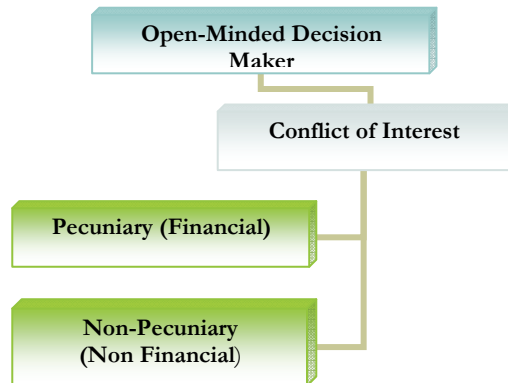 Open-Minded Decision
Maker
Conflict of Interest
Pecuniary (Financial)
Non-Pecuniary
(Non Financial)